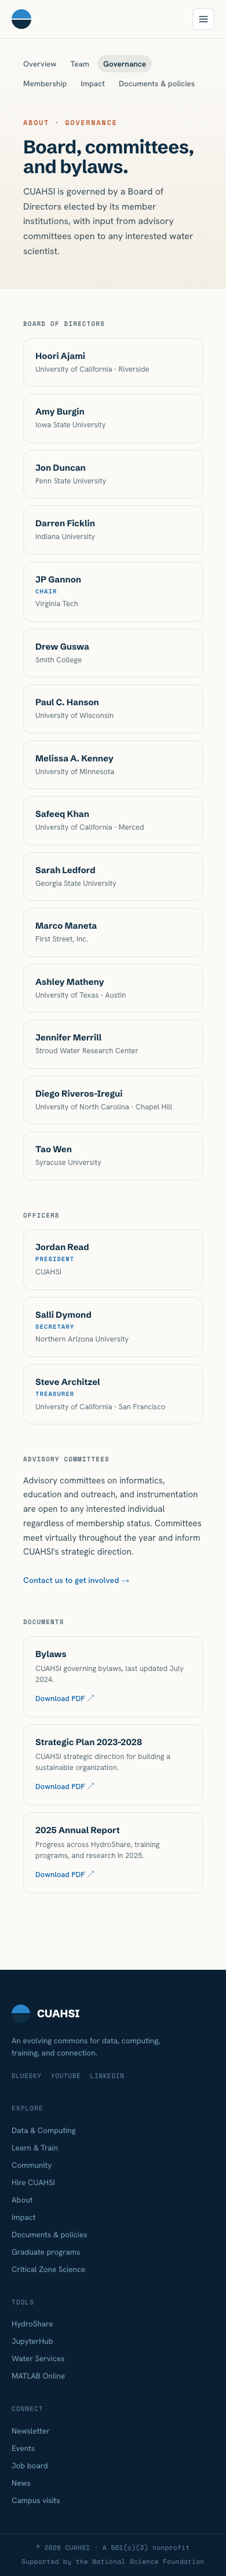 Overview Team Governance
Membership Impact Documents & policies
ABOUT · GOVERNANCE
Board, committees,
and bylaws.
CUAHSI is governed by a Board of
Directors elected by its member
institutions, with input from advisory
committees open to any interested water
scientist.
BOARD OF DIRECTORS
Hoori Ajami
University of California - Riverside
Amy Burgin
Iowa State University
Jon Duncan
Penn State University
Darren Ficklin
Indiana University
JP Gannon
CHAIR
Virginia Tech
Drew Guswa
Smith College
Paul C. Hanson
University of Wisconsin
Melissa A. Kenney
University of Minnesota
Safeeq Khan
University of California - Merced
Sarah Ledford
Georgia State University
Marco Maneta
First Street, Inc.
Ashley Matheny
University of Texas - Austin
Jennifer Merrill
Stroud Water Research Center
Diego Riveros-Iregui
University of North Carolina - Chapel Hill
Tao Wen
Syracuse University
OFFICERS
Jordan Read
PRESIDENT
CUAHSI
Salli Dymond
SECRETARY
Northern Arizona University
Steve Architzel
TREASURER
University of California - San Francisco
ADVISORY COMMITTEES
Advisory committees on informatics,
education and outreach, and instrumentation
are open to any interested individual
regardless of membership status. Committees
meet virtually throughout the year and inform
CUAHSI's strategic direction.
Contact us to get involved →
DOCUMENTS
Bylaws
CUAHSI governing bylaws, last updated July
2024.
Download PDF ↗
Strategic Plan 2023-2028
CUAHSI strategic direction for building a
sustainable organization.
Download PDF ↗
2025 Annual Report
Progress across HydroShare, training
programs, and research in 2025.
Download PDF ↗
CUAHSI
An evolving commons for data, computing,
training, and connection.
BLUESKY YOUTUBE LINKEDIN
EXPLORE
Data & Computing
Learn & Train
Community
Hire CUAHSI
About
Impact
Documents & policies
Graduate programs
Critical Zone Science
TOOLS
HydroShare
JupyterHub
Water Services
MATLAB Online
CONNECT
Newsletter
Events
Job board
News
Campus visits
© 2026 CUAHSI · A 501(c)(3) nonprofit
Supported by the National Science Foundation